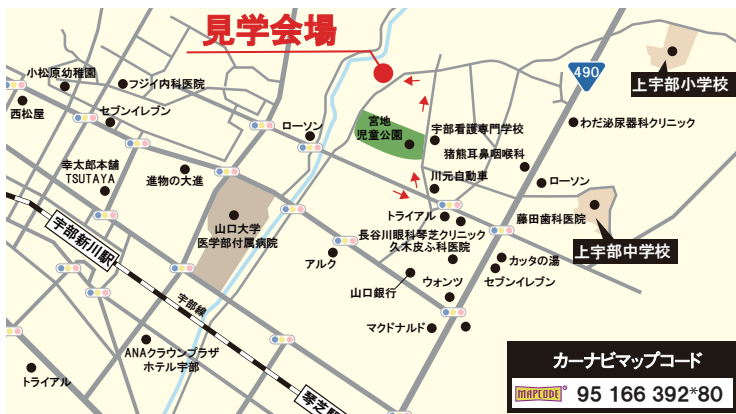 見学会場
490
小松原幼稚園
フジイ内科医院
上宇部小学校
西松屋
セブンイレブン
ローソン
宮地
児童公園
宇部看護専門学校
わだ泌尿器科クリニック
猪熊耳鼻咽喉科
幸太郎本舗
TSUTAYA
進物の大進
川元自動車
ローソン
山口大学
医学部付属病院
トライアル
藤田歯科医院
長谷川眼科琴芝クリニック
久木皮ふ科医院
上宇部中学校
宇部新川駅
アルク
カッタの湯
セブンイレブン
山口銀行
ウォンツ
宇部線
マクドナルド
ANAクラウンプラザ
ホテル宇部
トライアル
琴芝駅
カーナビマップコード
MAPCODE 95 166 392*80